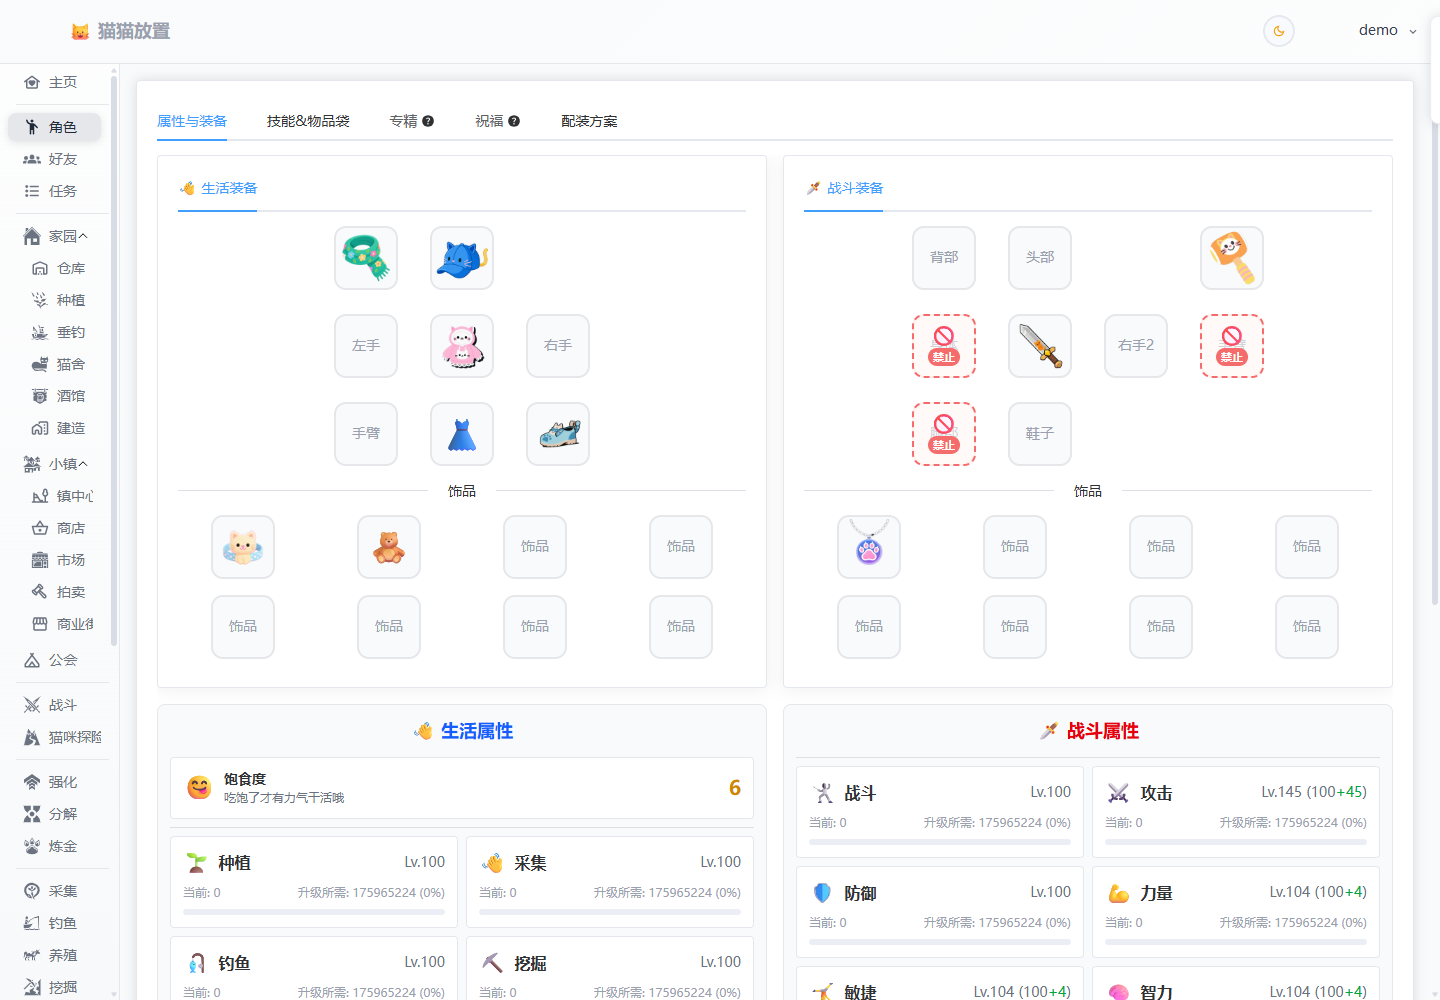 猫猫放置
demo
主页
角色
好友
任务
家园
仓库
种植
垂钓
猫舍
酒馆
建造
小镇
镇中心
商店
市场
拍卖
商业街
公会
战斗
猫咪探险
强化
分解
炼金
采集
钓鱼
养殖
挖掘
属性与装备 技能&物品袋 专精 祝福 配装方案
生活装备
左手 右手
手臂
饰品
饰品 饰品
饰品 饰品 饰品 饰品
战斗装备
背部 头部
禁止 右手2 禁止
禁止 鞋子
饰品
饰品 饰品 饰品
饰品 饰品 饰品 饰品
生活属性
饱食度
吃饱了才有力气干活哦
6
种植 Lv.100
当前: 0 升级所需: 175965224 (0%)
采集 Lv.100
当前: 0 升级所需: 175965224 (0%)
钓鱼 Lv.100
当前: 0 升级所需: 175965224 (0%)
挖掘 Lv.100
当前: 0 升级所需: 175965224 (0%)
战斗属性
战斗 Lv.100
当前: 0 升级所需: 175965224 (0%)
攻击 Lv.145 (100+45)
当前: 0 升级所需: 175965224 (0%)
防御 Lv.100
当前: 0 升级所需: 175965224 (0%)
力量 Lv.104 (100+4)
当前: 0 升级所需: 175965224 (0%)
敏捷 Lv.104 (100+4)
智力 Lv.104 (100+4)